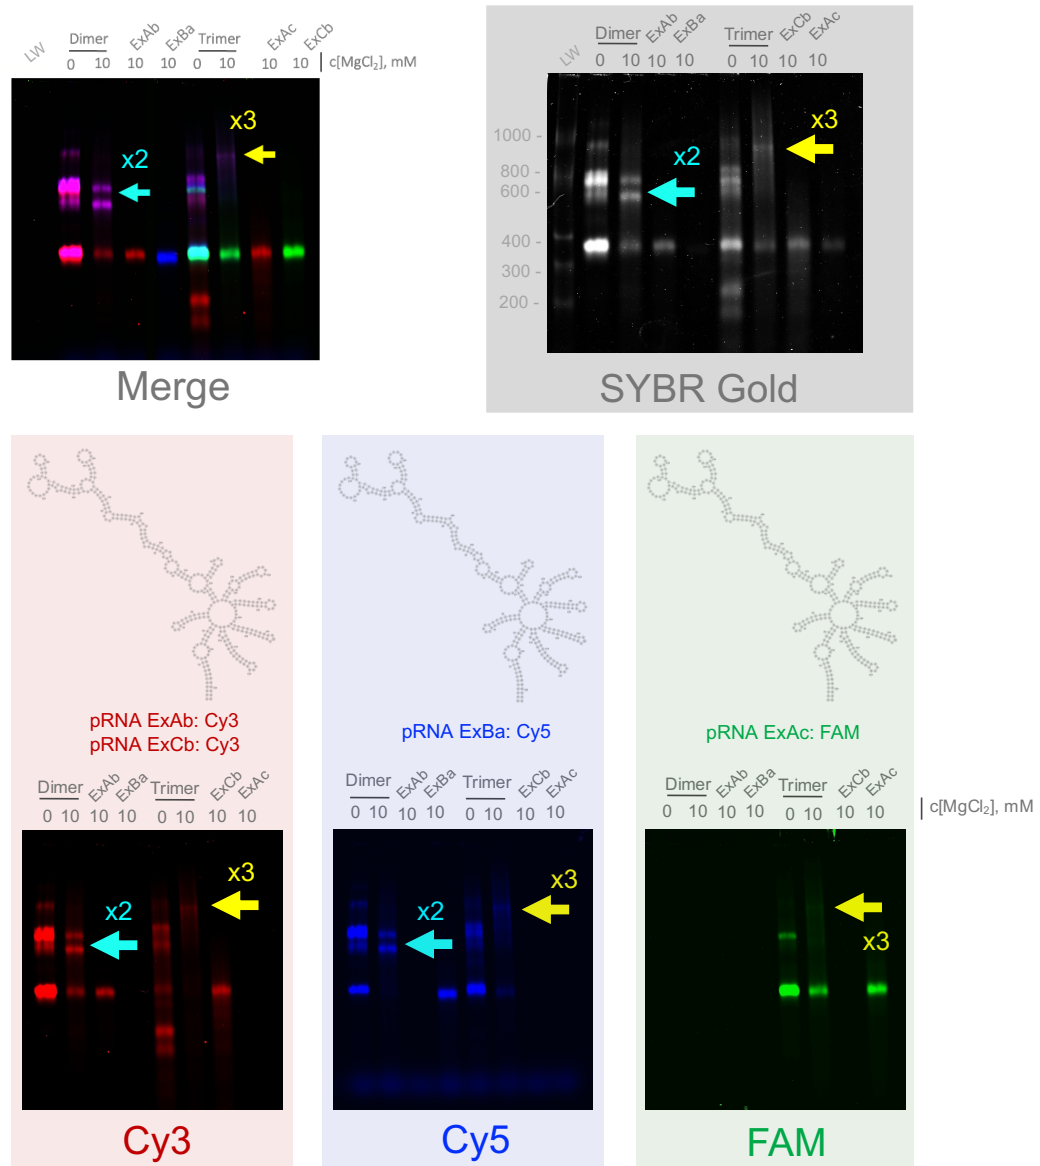 Dimer ExAb ExBa Trimer ExAc ExCb
LW 0 10 10 10 0 10 10 10 c[MgCl₂], mM
x3
x2
Merge
Dimer ExAb ExBa Trimer ExCb ExAc
LW 0 10 10 10 0 10 10 10
1000 -
800 -
600 -
400 -
300 -
200 -
x3
x2
SYBR Gold
pRNA ExAb: Cy3
pRNA ExCb: Cy3
Dimer ExAb ExBa Trimer ExCb ExAc
0 10 10 10 0 10 10 10
x3
x2
Cy3
pRNA ExBa: Cy5
Dimer ExAb ExBa Trimer ExCb ExAc
0 10 10 10 0 10 10 10
x3
x2
Cy5
pRNA ExAc: FAM
Dimer ExAb ExBa Trimer ExCb ExAc
0 10 10 10 0 10 10 10 c[MgCl₂], mM
x3
FAM